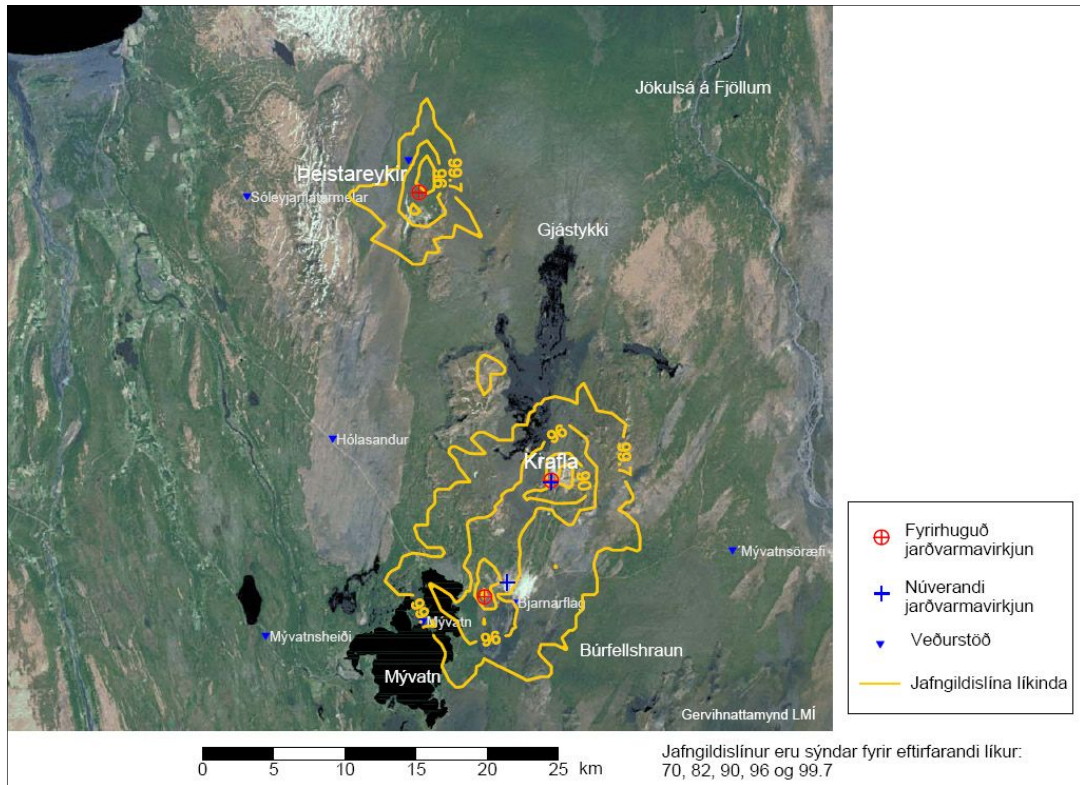 Jökulsá á Fjöllum
99.7
Þeistareykir
96
Sóleyjarflatarmelar
Gjástykki
96
99.7
Hólasandur
Krafla
90
Mývatnsöræfi
99.7
Bjarnarflag
Mývatn
96
Mývatnsheiði
Búrfellshraun
Mývatn
Gervihnattamynd LMÍ
Fyrirhuguð
jarðvarmavirkjun
Núverandi
jarðvarmavirkjun
Veðurstöð
Jafngildislína líkinda
0 5 10 15 20 25 km
Jafngildislínur eru sýndar fyrir eftirfarandi líkur:
70, 82, 90, 96 og 99.7